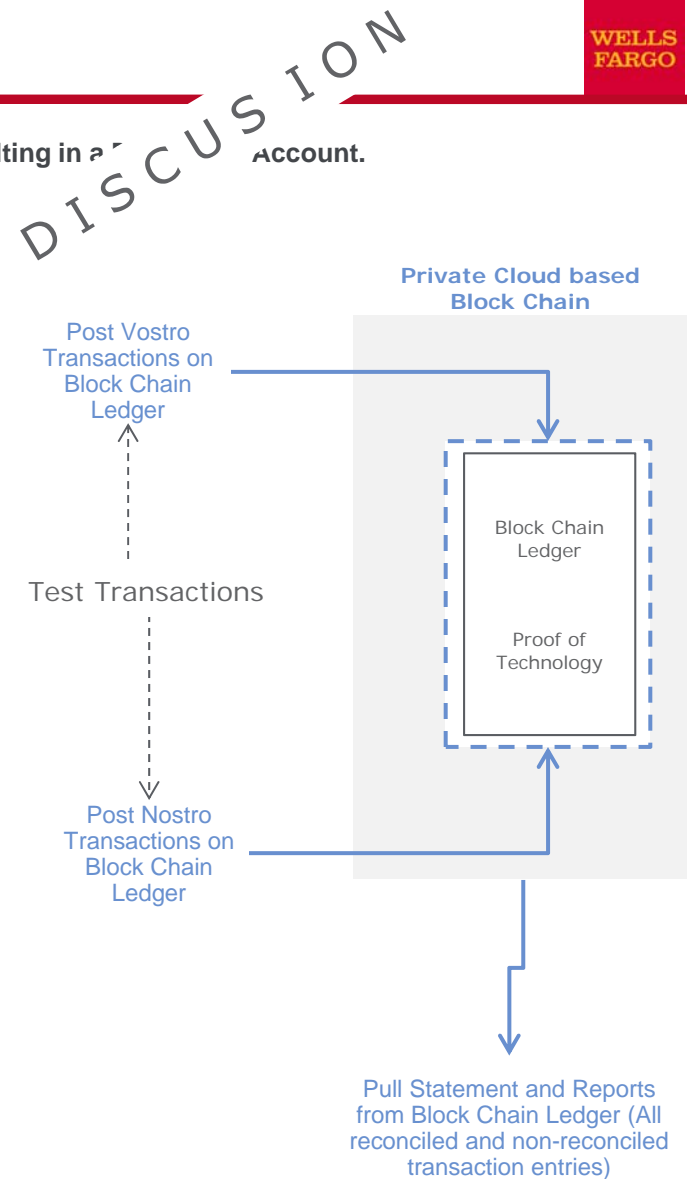 WELLS
FARGO
DISCUSION
lting in a
Account.
Private Cloud based
Block Chain
Post Vostro
Transactions on
Block Chain
Ledger
Block Chain
Ledger
Test Transactions
Proof of
Technology
Post Nostro
Transactions on
Block Chain
Ledger
Pull Statement and Reports
from Block Chain Ledger (All
reconciled and non-reconciled
transaction entries)